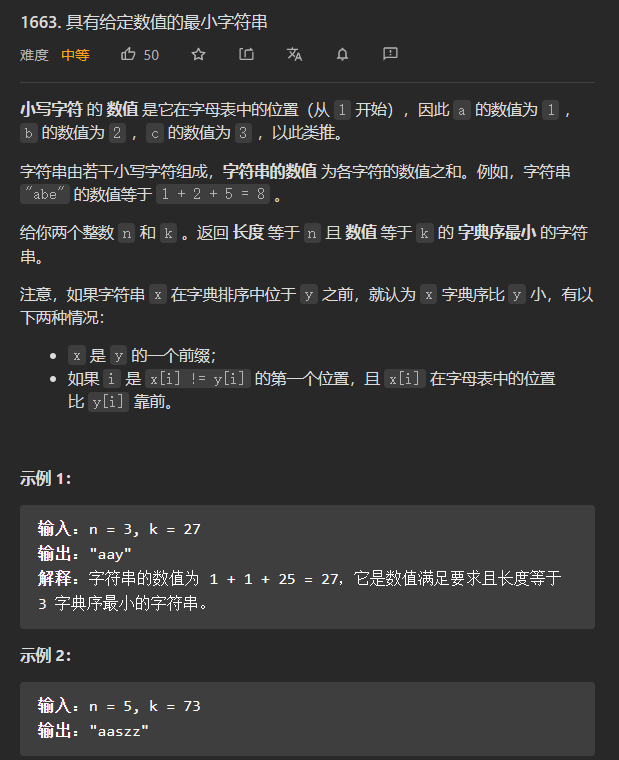 1663. 具有给定数值的最小字符串
难度 中等 50
小写字符 的 数值 是它在字母表中的位置（从 1 开始），因此 a 的数值为 1 ，
b 的数值为 2 ，c 的数值为 3 ，以此类推。
字符串由若干小写字符组成，字符串的数值 为各字符的数值之和。例如，字符串
"abe" 的数值等于 1 + 2 + 5 = 8 。
给你两个整数 n 和 k 。返回 长度 等于 n 且 数值 等于 k 的 字典序最小 的字符
串。
注意，如果字符串 x 在字典排序中位于 y 之前，就认为 x 字典序比 y 小，有以
下两种情况：
• x 是 y 的一个前缀；
• 如果 i 是 x[i] != y[i] 的第一个位置，且 x[i] 在字母表中的位置
比 y[i] 靠前。
示例 1：
输入：n = 3, k = 27
输出："aay"
解释：字符串的数值为 1 + 1 + 25 = 27，它是数值满足要求且长度等于
3 字典序最小的字符串。
示例 2：
输入：n = 5, k = 73
输出："aaszz"